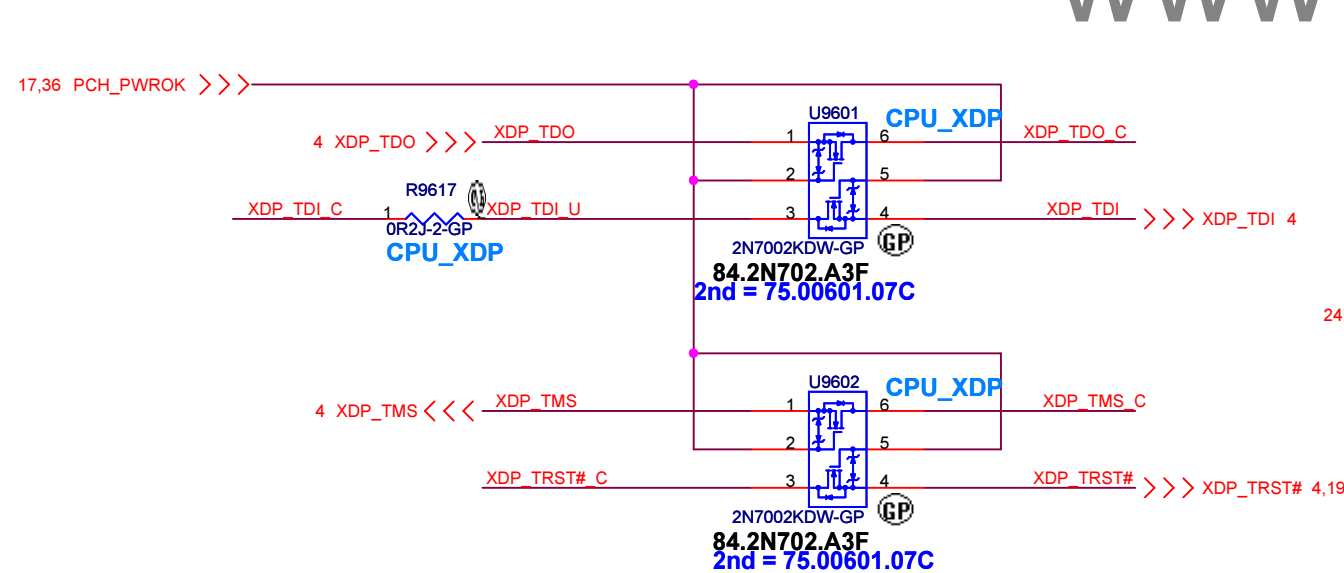 WWW
17,36 PCH_PWROK
U9601
CPU_XDP
4 XDP_TDO
XDP_TDO
1
6
XDP_TDO_C
2
5
R9617
XDP_TDI_C
1
XDP_TDI_U
3
4
XDP_TDI
XDP_TDI 4
0R2J-2-GP
CPU_XDP
2N7002KDW-GP
GP
84.2N702.A3F
2nd = 75.00601.07C
24
U9602
CPU_XDP
4 XDP_TMS
XDP_TMS
1
6
XDP_TMS_C
2
5
XDP_TRST#_C
3
4
XDP_TRST#
XDP_TRST# 4,19
2N7002KDW-GP
GP
84.2N702.A3F
2nd = 75.00601.07C